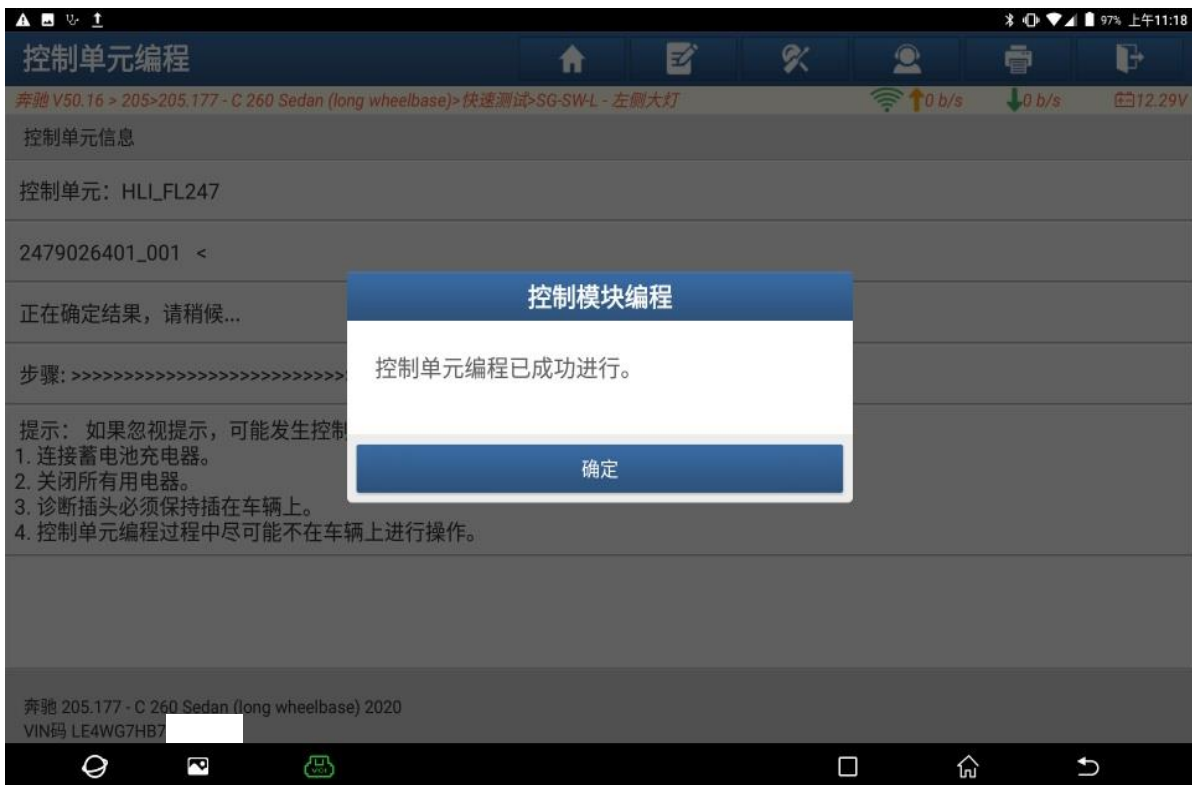 97% 上午11:18
控制单元编程
奔驰 V50.16 > 205>205.177 - C 260 Sedan (long wheelbase)>快速测试>SG-SW-L - 左侧大灯
0 b/s
0 b/s
12.29V
控制单元信息
控制单元：HLI_FL247
2479026401_001 <
正在确定结果，请稍候...
步骤: >>>>>>>>>>>>>>>>>>>>>>>>>>
控制模块编程
控制单元编程已成功进行。
确定
提示： 如果忽视提示，可能发生控制
1. 连接蓄电池充电器。
2. 关闭所有用电器。
3. 诊断插头必须保持插在车辆上。
4. 控制单元编程过程中尽可能不在车辆上进行操作。
奔驰 205.177 - C 260 Sedan (long wheelbase) 2020
VIN码 LE4WG7HB7
VCI